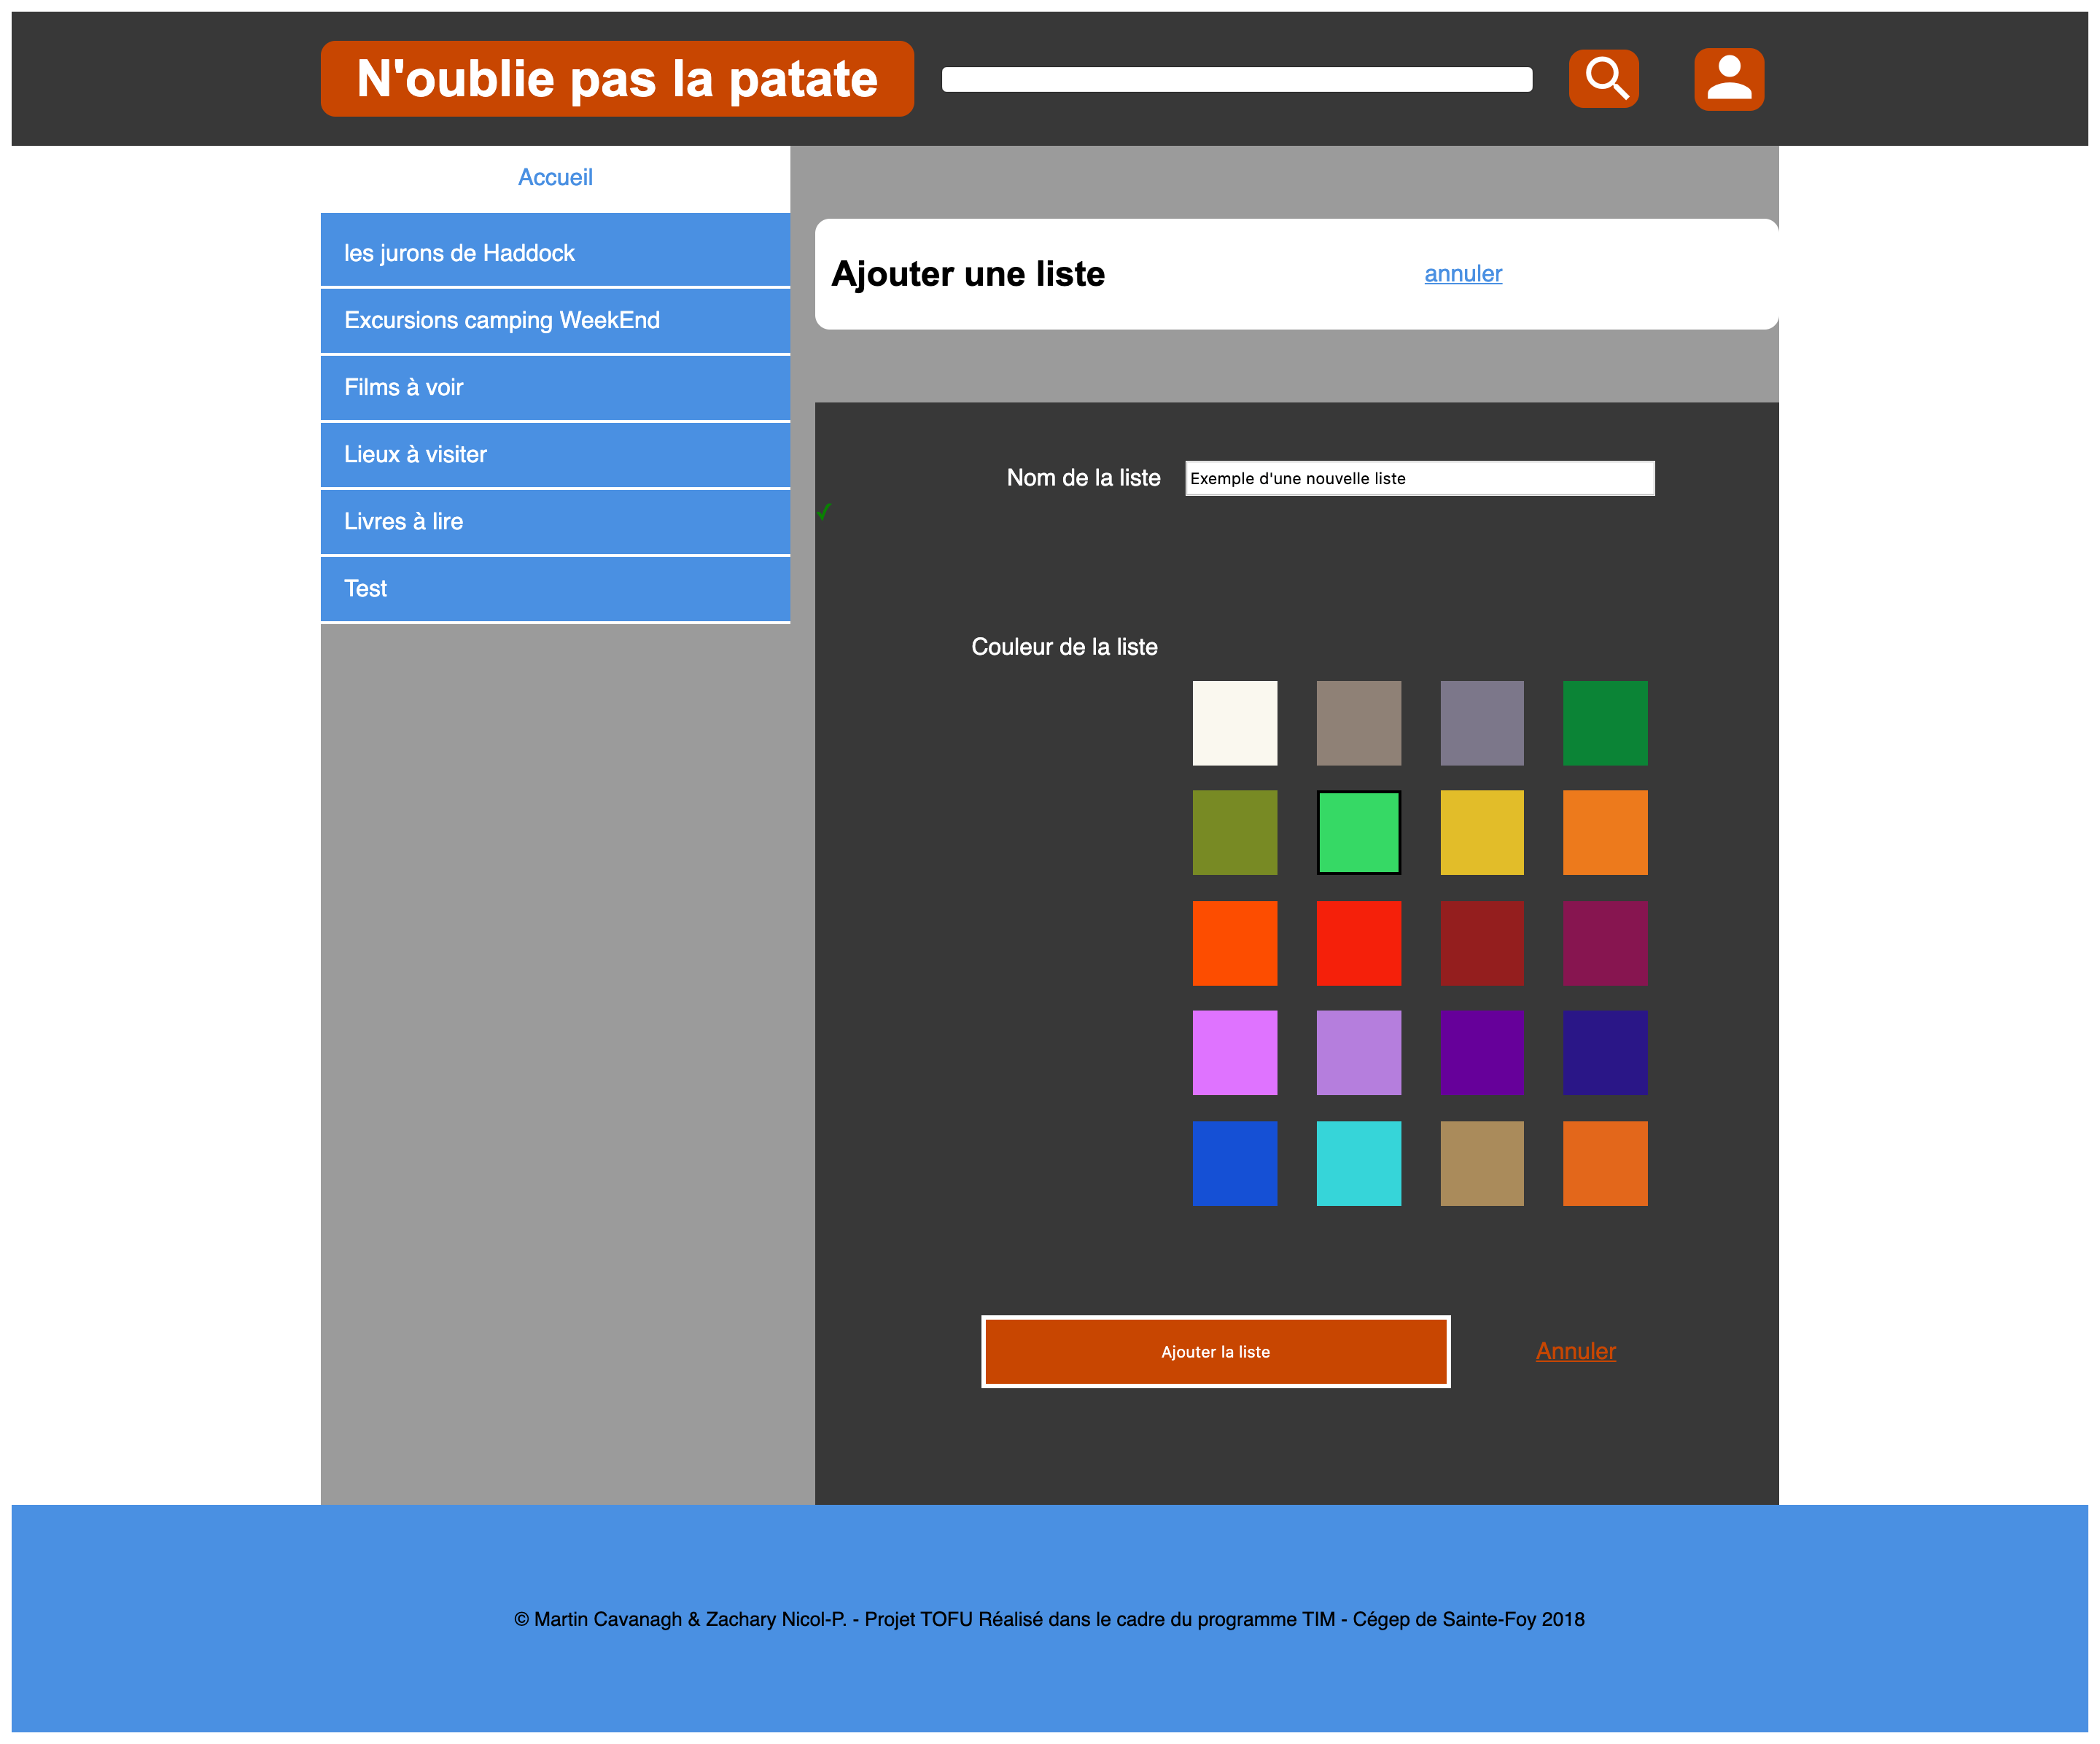 N'oublie pas la patate
Accueil
les jurons de Haddock
Excursions camping WeekEnd
Films à voir
Lieux à visiter
Livres à lire
Test
Ajouter une liste
annuler
Nom de la liste
Exemple d'une nouvelle liste
✓
Couleur de la liste
Ajouter la liste
Annuler
© Martin Cavanagh & Zachary Nicol-P. - Projet TOFU Réalisé dans le cadre du programme TIM - Cégep de Sainte-Foy 2018